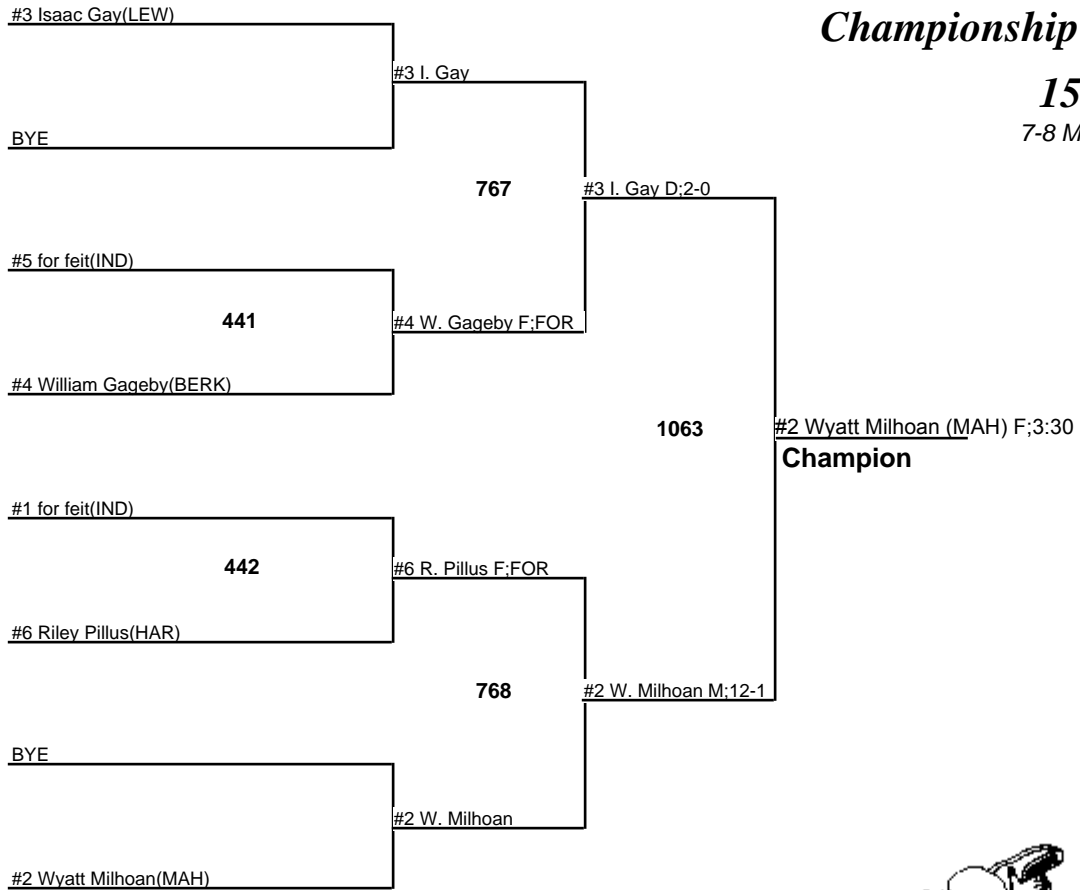 #3 Isaac Gay(LEW)
Championship
#3 I. Gay
15
7-8 M
BYE
767
#3 I. Gay D;2-0
#5 for feit(IND)
441
#4 W. Gageby F;FOR
#4 William Gageby(BERK)
1063
#2 Wyatt Milhoan (MAH) F;3:30
Champion
#1 for feit(IND)
442
#6 R. Pillus F;FOR
#6 Riley Pillus(HAR)
768
#2 W. Milhoan M;12-1
BYE
#2 W. Milhoan
#2 Wyatt Milhoan(MAH)